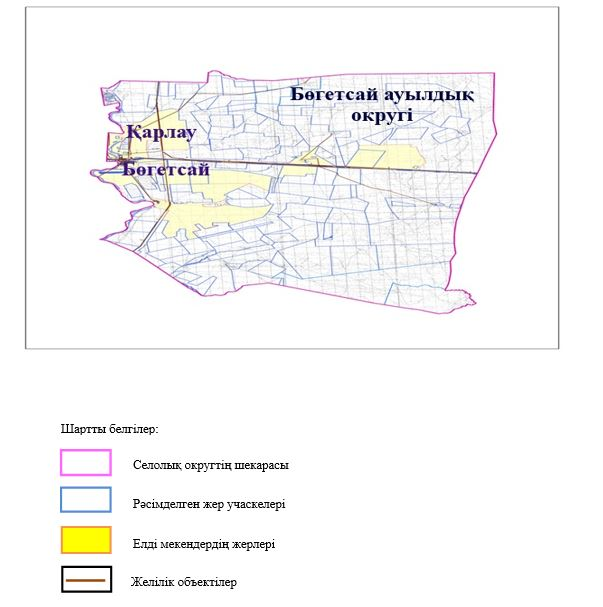 Бөгетсай ауылдық
округі
Қарлау
Бөгетсай
Шартты белгілер:
Селолық округтің шекарасы
Рәсімделген жер учаскелері
Елді мекендердің жерлері
Желілік объектілер